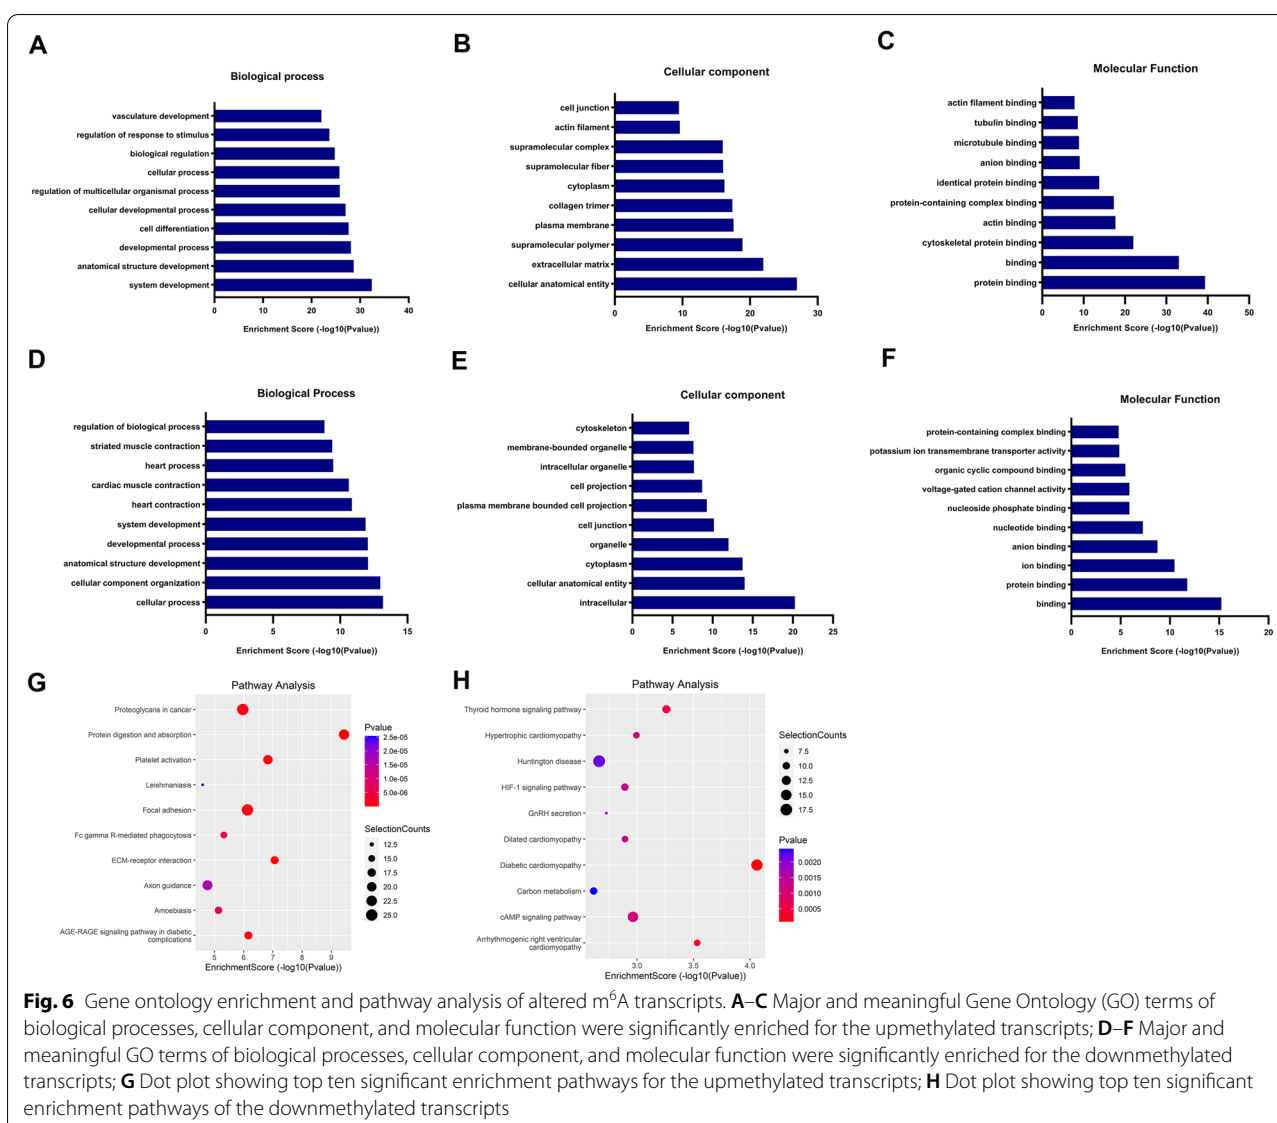 A
Biological process
vasculature development
regulation of response to stimulus
biological regulation
cellular process
regulation of multicellular organismal process
cellular developmental process
cell differentiation
developmental process
anatomical structure development
system development
0 10 20 30 40
Enrichment Score (-log10(Pvalue))
B
Cellular component
cell junction
actin filament
supramolecular complex
supramolecular fiber
cytoplasm
collagen trimer
plasma membrane
supramolecular polymer
extracellular matrix
cellular anatomical entity
0 10 20 30
Enrichment Score (-log10(Pvalue))
C
Molecular Function
actin filament binding
tubulin binding
microtubule binding
anion binding
identical protein binding
protein-containing complex binding
actin binding
cytoskeletal protein binding
binding
protein binding
0 10 20 30 40 50
Enrichment Score (-log10(Pvalue))
D
Biological Process
regulation of biological process
striated muscle contraction
heart process
cardiac muscle contraction
heart contraction
system development
developmental process
anatomical structure development
cellular component organization
cellular process
0 5 10 15
Enrichment Score (-log10(Pvalue))
E
Cellular component
cytoskeleton
membrane-bounded organelle
intracellular organelle
cell projection
plasma membrane bounded cell projection
cell junction
organelle
cytoplasm
cellular anatomical entity
intracellular
0 5 10 15 20 25
Enrichment Score (-log10(Pvalue))
F
Molecular Function
protein-containing complex binding
potassium ion transmembrane transporter activity
organic cyclic compound binding
voltage-gated cation channel activity
nucleoside phosphate binding
nucleotide binding
anion binding
ion binding
protein binding
binding
0 5 10 15 20
Enrichment Score (-log10(Pvalue))
G
Pathway Analysis
Proteoglycans in cancer
Protein digestion and absorption
Platelet activation
Leishmaniasis
Focal adhesion
Fc gamma R-mediated phagocytosis
ECM-receptor interaction
Axon guidance
Amoebiasis
AGE-RAGE signaling pathway in diabetic
complications
5 6 7 8 9
EnrichmentScore (-log10(Pvalue))
Pvalue
2.5e-05
2.0e-05
1.5e-05
1.0e-05
5.0e-06
SelectionCounts
12.5
15.0
17.5
20.0
22.5
25.0
H
Pathway Analysis
Thyroid hormone signaling pathway
Hypertrophic cardiomyopathy
Huntington disease
HIF-1 signaling pathway
GnRH secretion
Dilated cardiomyopathy
Diabetic cardiomyopathy
Carbon metabolism
cAMP signaling pathway
Arrhythmogenic right ventricular
cardiomyopathy
3.0 3.5 4.0
EnrichmentScore (-log10(Pvalue))
SelectionCounts
7.5
10.0
12.5
15.0
17.5
Pvalue
0.0020
0.0015
0.0010
0.0005
Fig. 6 Gene ontology enrichment and pathway analysis of altered m⁶A transcripts. A–C Major and meaningful Gene Ontology (GO) terms of
biological processes, cellular component, and molecular function were significantly enriched for the upmethylated transcripts; D–F Major and
meaningful GO terms of biological processes, cellular component, and molecular function were significantly enriched for the downmethylated
transcripts; G Dot plot showing top ten significant enrichment pathways for the upmethylated transcripts; H Dot plot showing top ten significant
enrichment pathways of the downmethylated transcripts